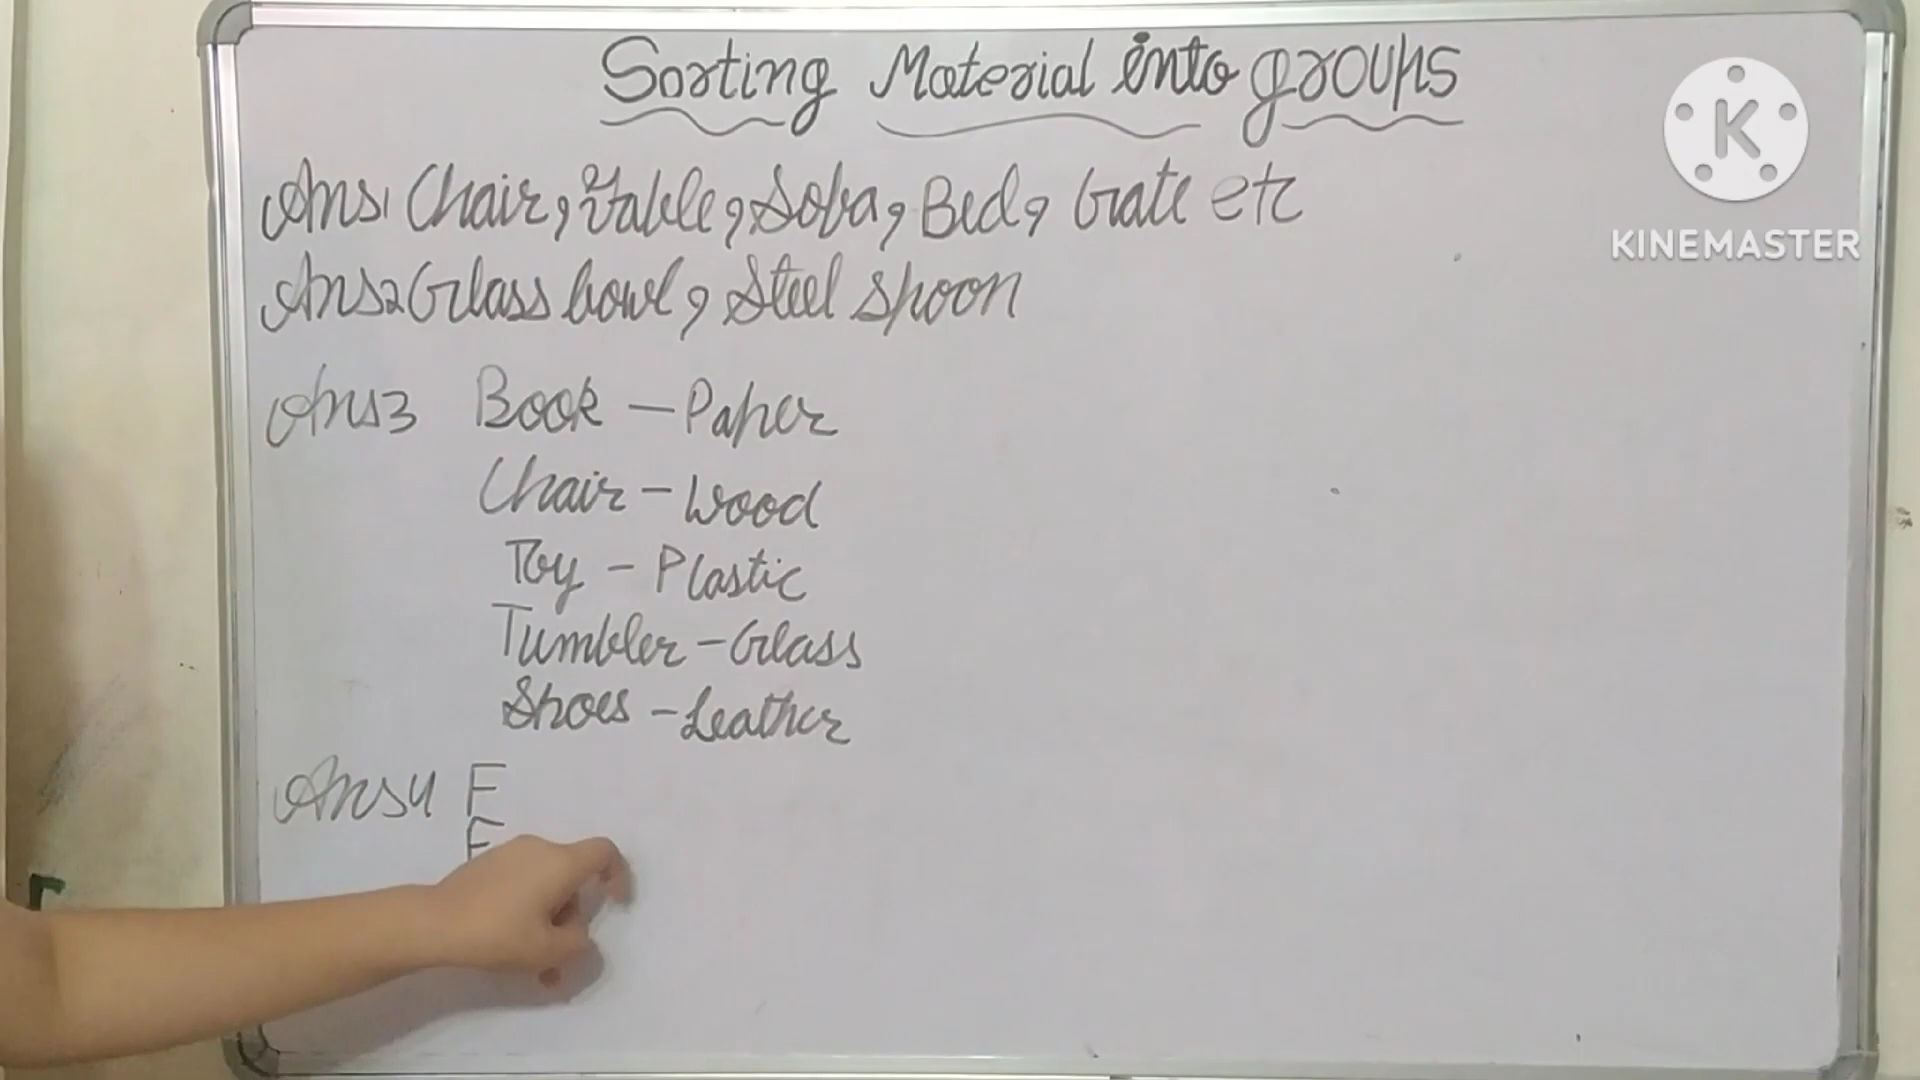 Sorting Material into groups
K
KINEMASTER
Ans1 Chair, Table, Sofa, Bed, Gate etc
Ans2 Glass bowl, Steel spoon
Ans3 Book – Paper
Chair – Wood
Toy – Plastic
Tumbler – Glass
Shoes – Leather
Ans4 F
F